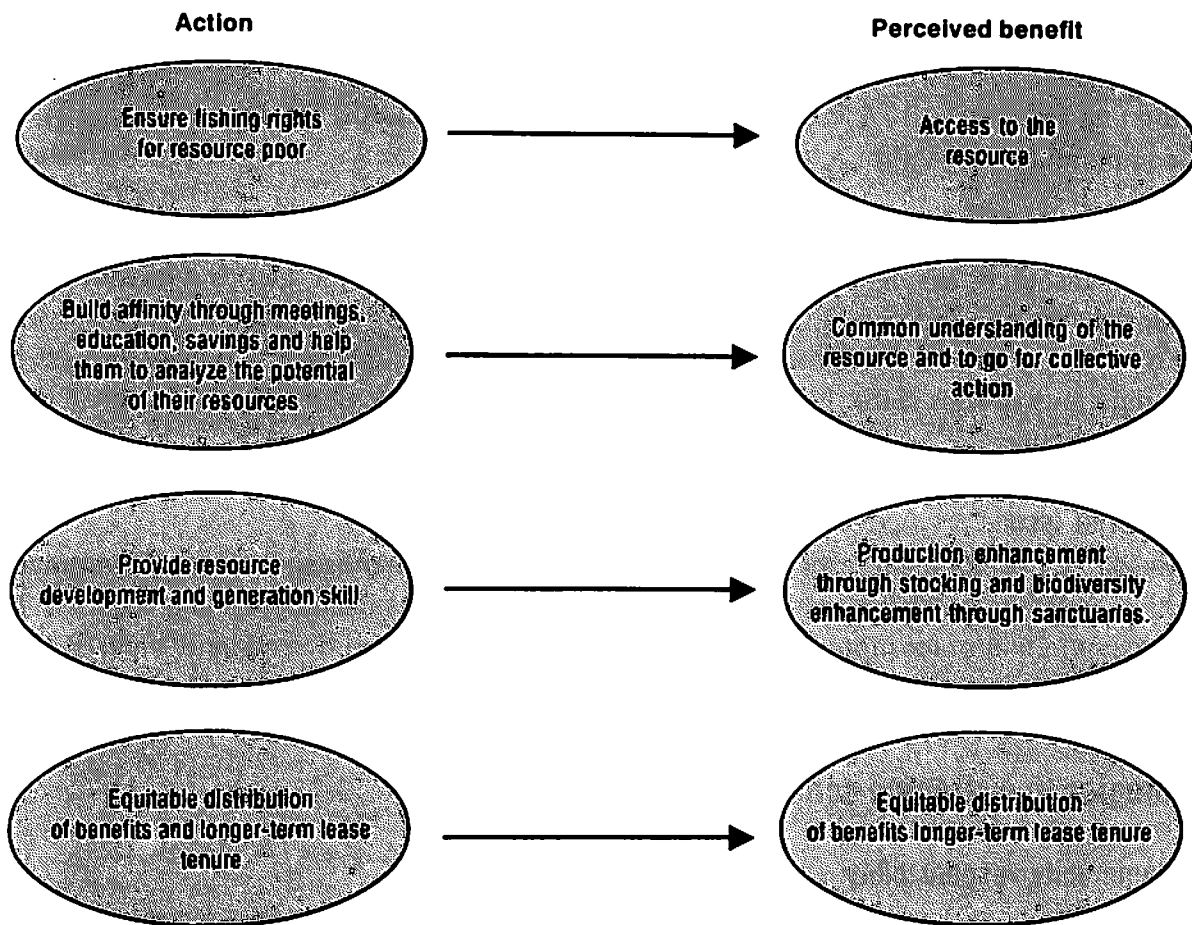 Action
Perceived benefit
Ensure fishing rights
for resource poor
Access to the
resource
Build affinity through meetings,
education, savings and help
them to analyze the potential
of their resources
Common understanding of the
resource and to go for collective
action
Provide resource
development and generation skill
Production enhancement
through stocking and biodiversity
enhancement through sanctuaries.
Equitable distribution
of benefits and longer-term lease
tenure
Equitable distribution
of benefits longer-term lease tenure